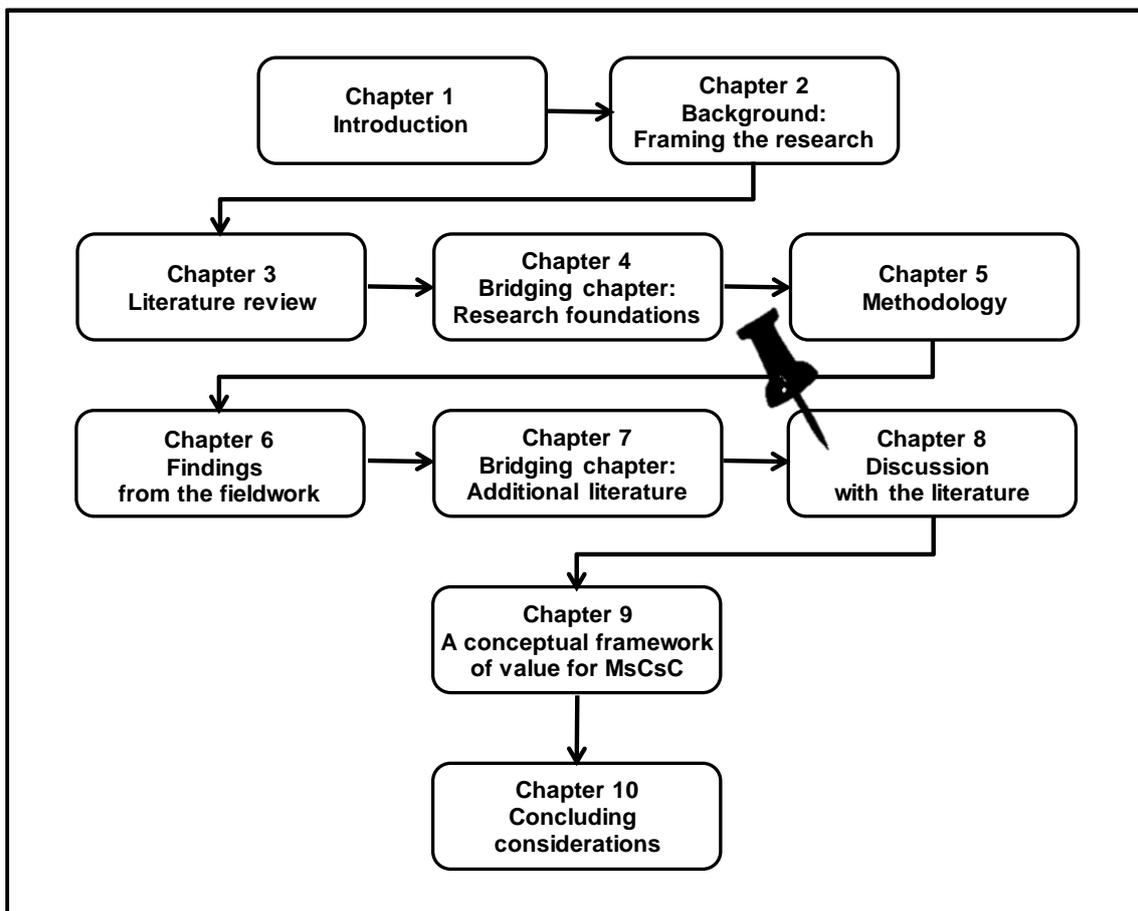 Chapter 1
Introduction
Chapter 2
Background:
Framing the research
Chapter 3
Literature review
Chapter 4
Bridging chapter:
Research foundations
Chapter 5
Methodology
Chapter 6
Findings
from the fieldwork
Chapter 7
Bridging chapter:
Additional literature
Chapter 8
Discussion
with the literature
Chapter 9
A conceptual framework
of value for MsCsC
Chapter 10
Concluding
considerations